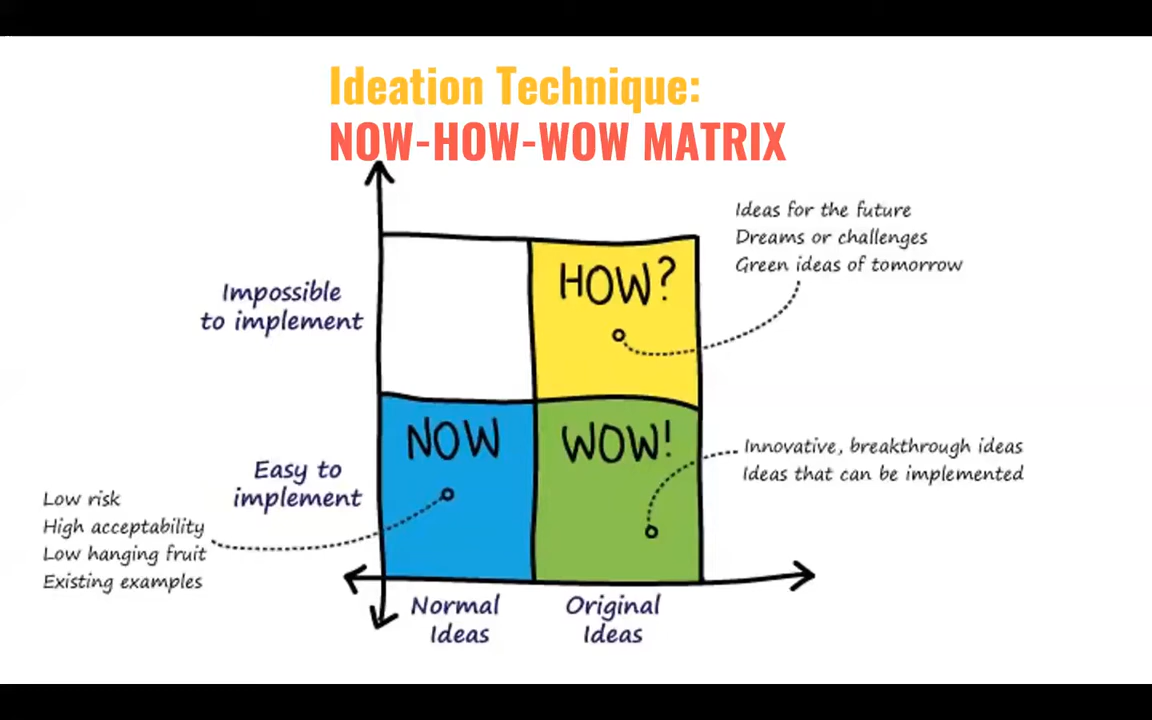 Ideation Technique:
NOW-HOW-WOW MATRIX
Ideas for the future
Dreams or challenges
Green ideas of tomorrow
HOW?
Impossible
to implement
NOW
WOW!
Innovative, breakthrough ideas
Ideas that can be implemented
Easy to
implement
Low risk
High acceptability
Low hanging fruit
Existing examples
Normal
Ideas
Original
Ideas